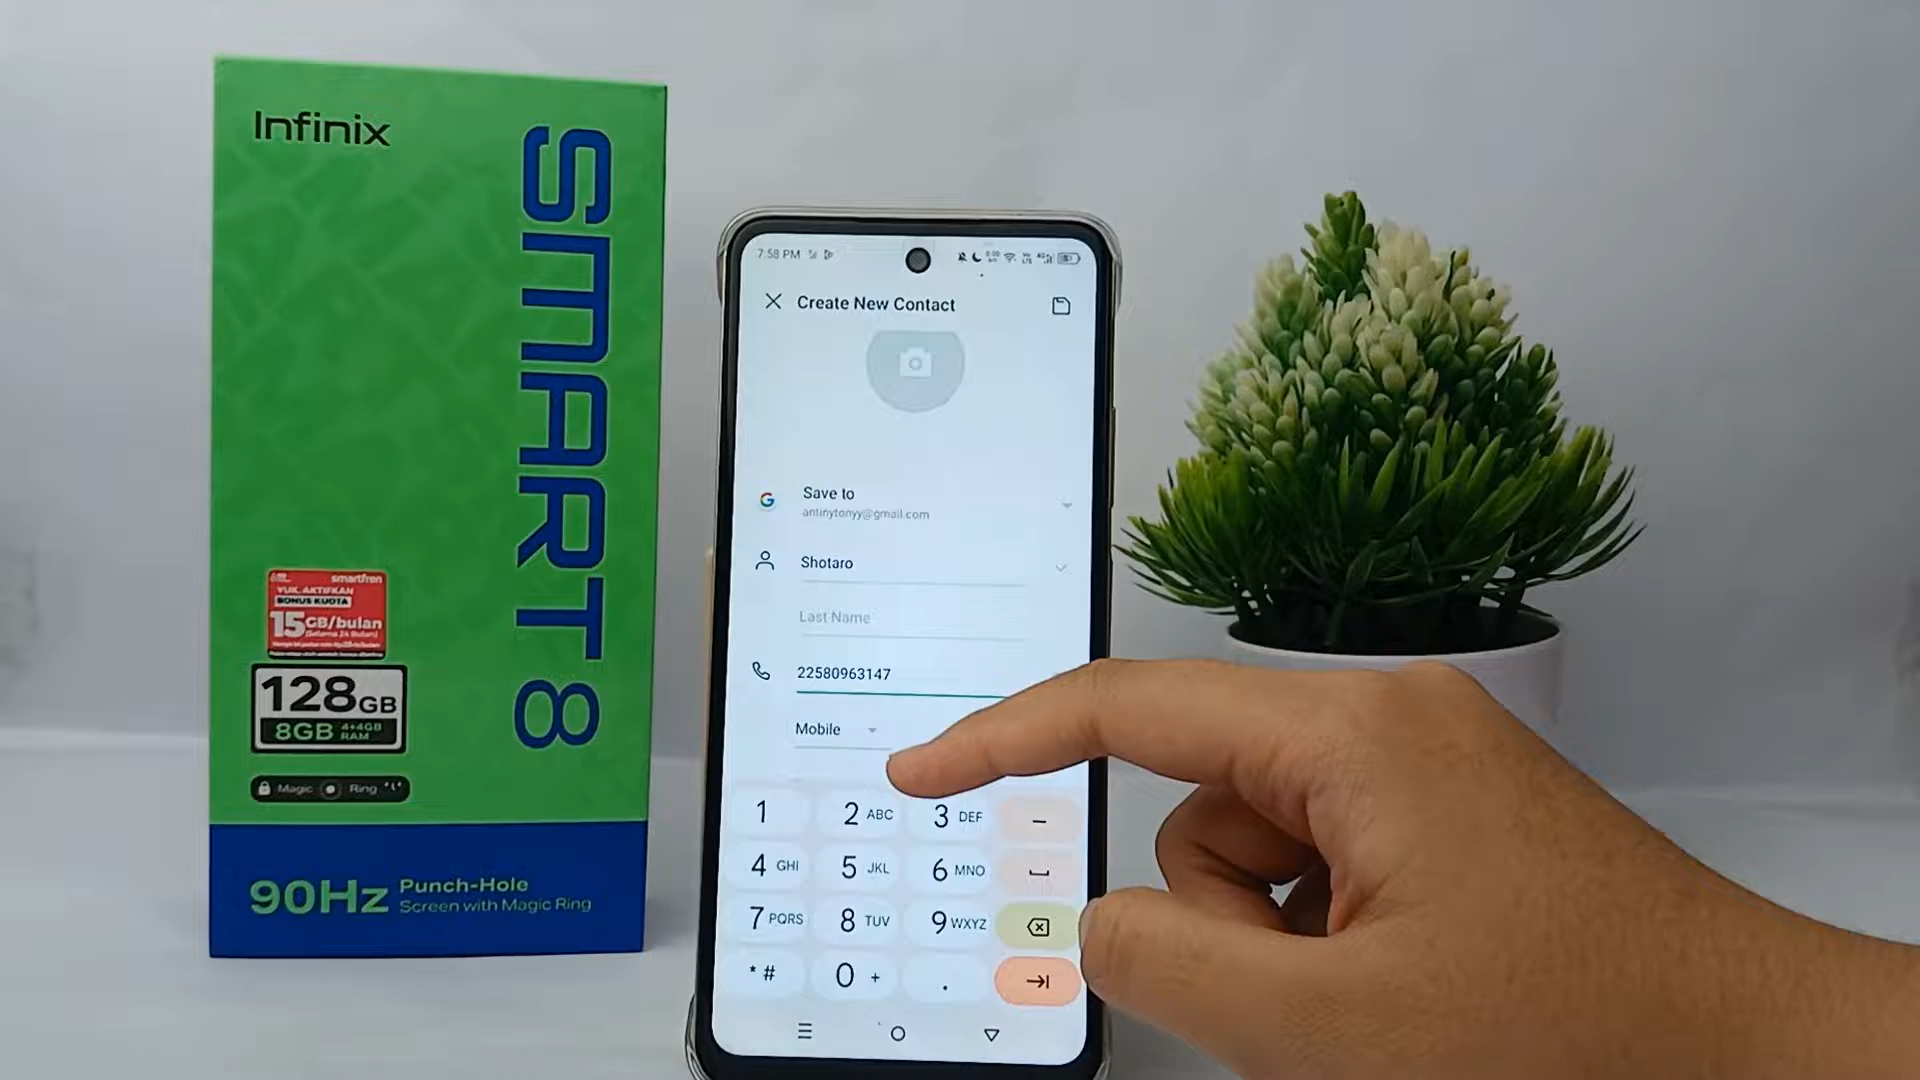 Infinix
SMART 8
smartfren
YUK, AKTIFKAN
BONUS KUOTA
15GB/bulan
(Selama 24 Bulan)
128GB
8GB 4+4GB RAM
Magic Ring
90Hz Punch-Hole
Screen with Magic Ring
7:58 PM
Create New Contact
Save to
antinytonyy@gmail.com
Shotaro
Last Name
22580963147
Mobile
1 2 ABC 3 DEF –
4 GHI 5 JKL 6 MNO
7 PQRS 8 TUV 9 WXYZ
* # 0 + .